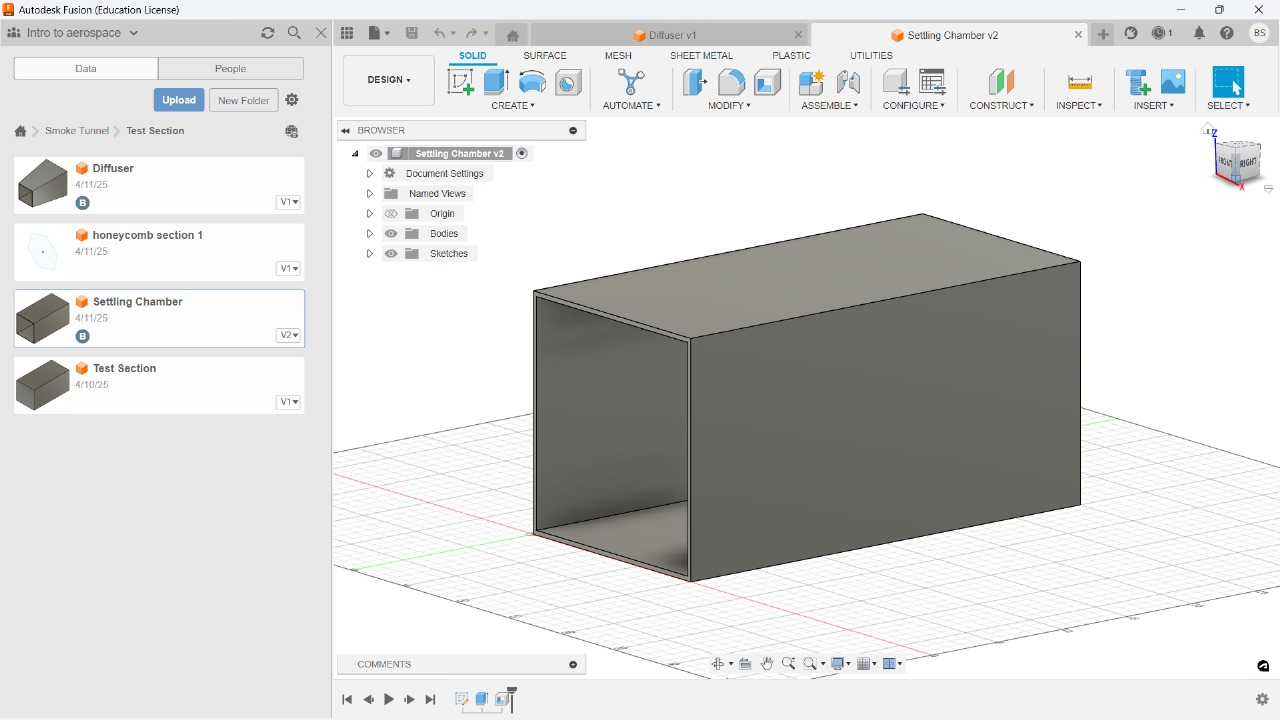 Autodesk Fusion (Education License)
Intro to aerospace
Diffuser v1
Settling Chamber v2
1
BS
Data
People
Upload
New Folder
Smoke Tunnel
Test Section
Diffuser
4/11/25
B
V1
honeycomb section 1
4/11/25
V1
Settling Chamber
4/11/25
B
V2
Test Section
4/10/25
V1
SOLID
SURFACE
MESH
SHEET METAL
PLASTIC
UTILITIES
DESIGN
CREATE
AUTOMATE
MODIFY
ASSEMBLE
CONFIGURE
CONSTRUCT
INSPECT
INSERT
SELECT
BROWSER
Settling Chamber v2
Document Settings
Named Views
Origin
Bodies
Sketches
Z
FRONT
RIGHT
X
COMMENTS